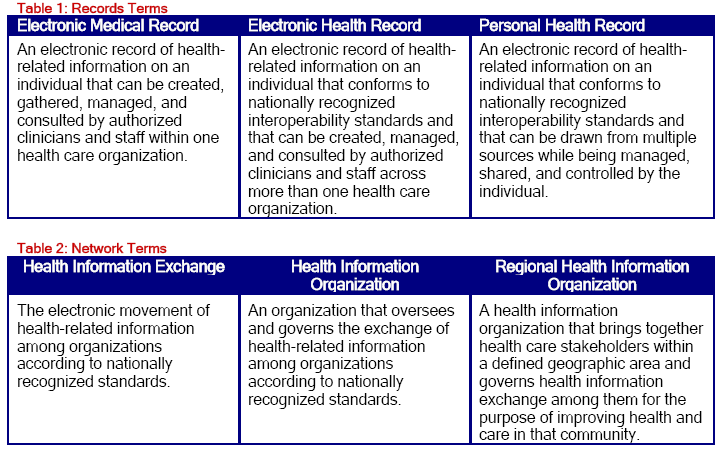 Table 1: Records Terms
Electronic Medical Record
An electronic record of health-
related information on an
individual that can be created,
gathered, managed, and
consulted by authorized
clinicians and staff within one
health care organization.
Electronic Health Record
An electronic record of health-
related information on an
individual that conforms to
nationally recognized
interoperability standards and
that can be created, managed,
and consulted by authorized
clinicians and staff across
more than one health care
organization.
Personal Health Record
An electronic record of health-
related information on an
individual that conforms to
nationally recognized
interoperability standards and
that can be drawn from multiple
sources while being managed,
shared, and controlled by the
individual.
Table 2: Network Terms
Health Information Exchange
The electronic movement of
health-related information
among organizations
according to nationally
recognized standards.
Health Information
Organization
An organization that oversees
and governs the exchange of
health-related information
among organizations
according to nationally
recognized standards.
Regional Health Information
Organization
A health information
organization that brings together
health care stakeholders within
a defined geographic area and
governs health information
exchange among them for the
purpose of improving health and
care in that community.